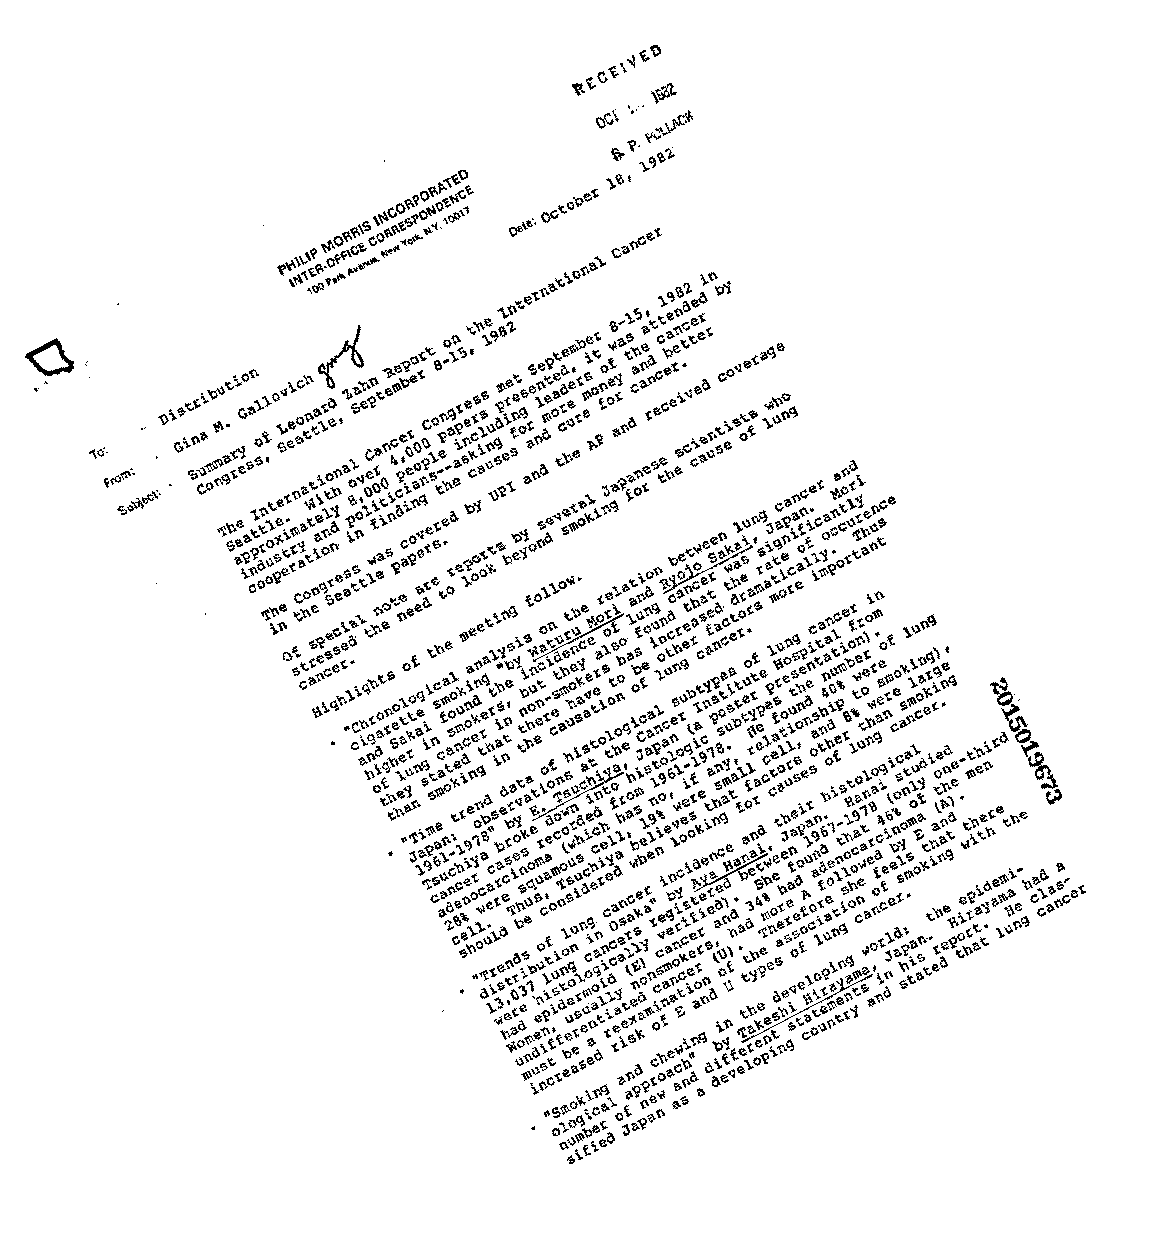 RECEIVED
OCT 1982
P. POLLACK
PHILIP MORRIS INCORPORATED
INTER-OFFICE CORRESPONDENCE
100 Park Avenue, New York, N.Y. 10017
Date: October 18, 1982
To: Distribution
From: Gina M. Gallovich gmg
Subject: Summary of Leonard Zahn Report on the International Cancer
Congress, Seattle, September 8-15, 1982
The International Cancer Congress met September 8-15, 1982 in
Seattle. With over 4,000 papers presented, it was attended by
approximately 8,000 people including leaders of the cancer
industry and politicians--asking for more money and better
cooperation in finding the causes and cure for cancer.
The Congress was covered by UPI and the AP and received coverage
in the Seattle papers.
Of special note are reports by several Japanese scientists who
stressed the need to look beyond smoking for the cause of lung
cancer.
Highlights of the meeting follow.
• "Chronological analysis on the relation between lung cancer and
cigarette smoking "by Wataru Mori and Ryojo Sakai, Japan. Mori
and Sakai found the incidence of lung cancer was significantly
higher in smokers, but they also found that the rate of occurence
of lung cancer in non-smokers has increased dramatically. Thus
they stated that there have to be other factors more important
than smoking in the causation of lung cancer.
• "Time trend data of histological subtypes of lung cancer in
Japan: observations at the Cancer Institute Hospital from
1961-1978" by E. Tsuchiya, Japan (a poster presentation).
Tsuchiya broke down into histologic subtypes the number of lung
cancer cases recorded from 1961-1978. He found 40% were
adenocarcinoma (which has no, if any, relationship to smoking),
28% were squamous cell, 19% were small cell, and 8% were large
cell. Thus, Tsuchiya believes that factors other than smoking
should be considered when looking for causes of lung cancer.
• "Trends of lung cancer incidence and their histological
distribution in Osaka" by Aya Hanai, Japan. Hanai studied
13,037 lung cancers registered between 1967-1978 (only one-third
were histologically verified). She found that 46% of the men
had epidermoid (E) cancer and 34% had adenocarcinoma (A).
Women, usually nonsmokers, had more A followed by E and
undifferentiated cancer (U). Therefore she feels that there
must be a reexamination of the association of smoking with the
increased risk of E and U types of lung cancer.
• "Smoking and chewing in the developing world: the epidemi-
ological approach" by Takeshi Hirayama, Japan. Hirayama had a
number of new and different statements in his report. He clas-
sified Japan as a developing country and stated that lung cancer
2015019673